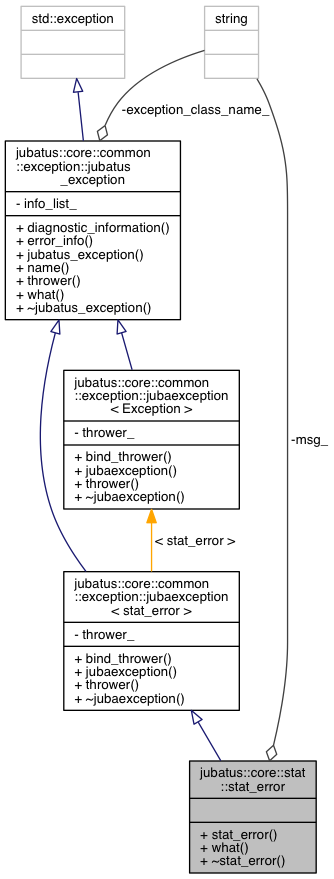 std::exception
string
-exception_class_name_
jubatus::core::common
::exception::jubatus
_exception
- info_list_
+ diagnostic_information()
+ error_info()
+ jubatus_exception()
+ name()
+ thrower()
+ what()
+ ~jubatus_exception()
jubatus::core::common
::exception::jubaexception
< Exception >
- thrower_
+ bind_thrower()
+ jubaexception()
+ thrower()
+ ~jubaexception()
-msg_
< stat_error >
jubatus::core::common
::exception::jubaexception
< stat_error >
- thrower_
+ bind_thrower()
+ jubaexception()
+ thrower()
+ ~jubaexception()
jubatus::core::stat
::stat_error
+ stat_error()
+ what()
+ ~stat_error()